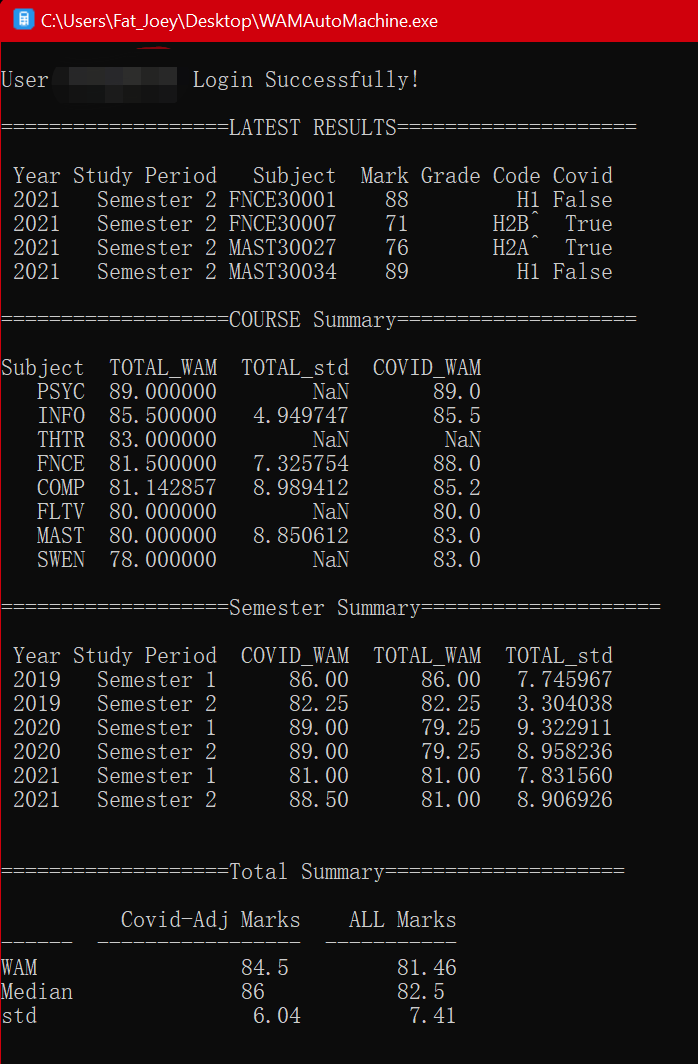 C:\Users\Fat_Joey\Desktop\WAMAutoMachine.exe
User Login Successfully!
===================LATEST RESULTS====================
Year Study Period Subject Mark Grade Code Covid
2021 Semester 2 FNCE30001 88 H1 False
2021 Semester 2 FNCE30007 71 H2B^ True
2021 Semester 2 MAST30027 76 H2A^ True
2021 Semester 2 MAST30034 89 H1 False
===================COURSE Summary====================
Subject TOTAL_WAM TOTAL_std COVID_WAM
PSYC 89.000000 NaN 89.0
INFO 85.500000 4.949747 85.5
THTR 83.000000 NaN NaN
FNCE 81.500000 7.325754 88.0
COMP 81.142857 8.989412 85.2
FLTV 80.000000 NaN 80.0
MAST 80.000000 8.850612 83.0
SWEN 78.000000 NaN 83.0
===================Semester Summary====================
Year Study Period COVID_WAM TOTAL_WAM TOTAL_std
2019 Semester 1 86.00 86.00 7.745967
2019 Semester 2 82.25 82.25 3.304038
2020 Semester 1 89.00 79.25 9.322911
2020 Semester 2 89.00 79.25 8.958236
2021 Semester 1 81.00 81.00 7.831560
2021 Semester 2 88.50 81.00 8.906926
===================Total Summary====================
Covid-Adj Marks ALL Marks
------ ----------------- -----------
WAM 84.5 81.46
Median 86 82.5
std 6.04 7.41